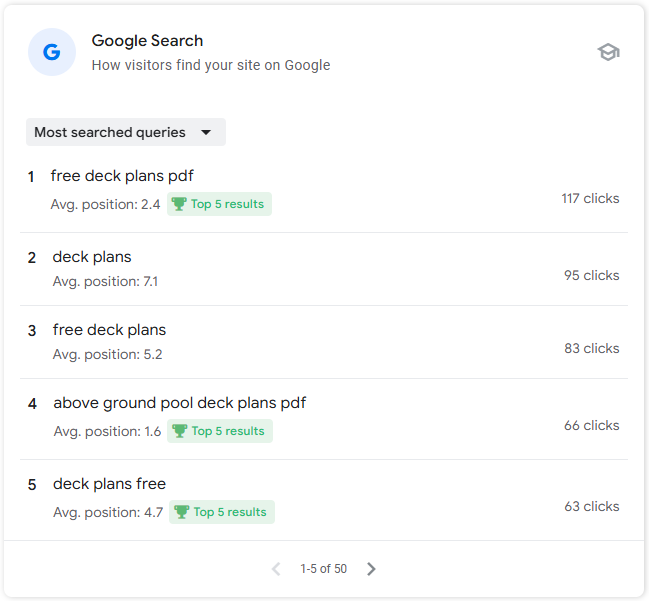 G
Google Search
How visitors find your site on Google
Most searched queries
1 free deck plans pdf
Avg. position: 2.4 Top 5 results
117 clicks
2 deck plans
Avg. position: 7.1
95 clicks
3 free deck plans
Avg. position: 5.2
83 clicks
4 above ground pool deck plans pdf
Avg. position: 1.6 Top 5 results
66 clicks
5 deck plans free
Avg. position: 4.7 Top 5 results
63 clicks
1-5 of 50